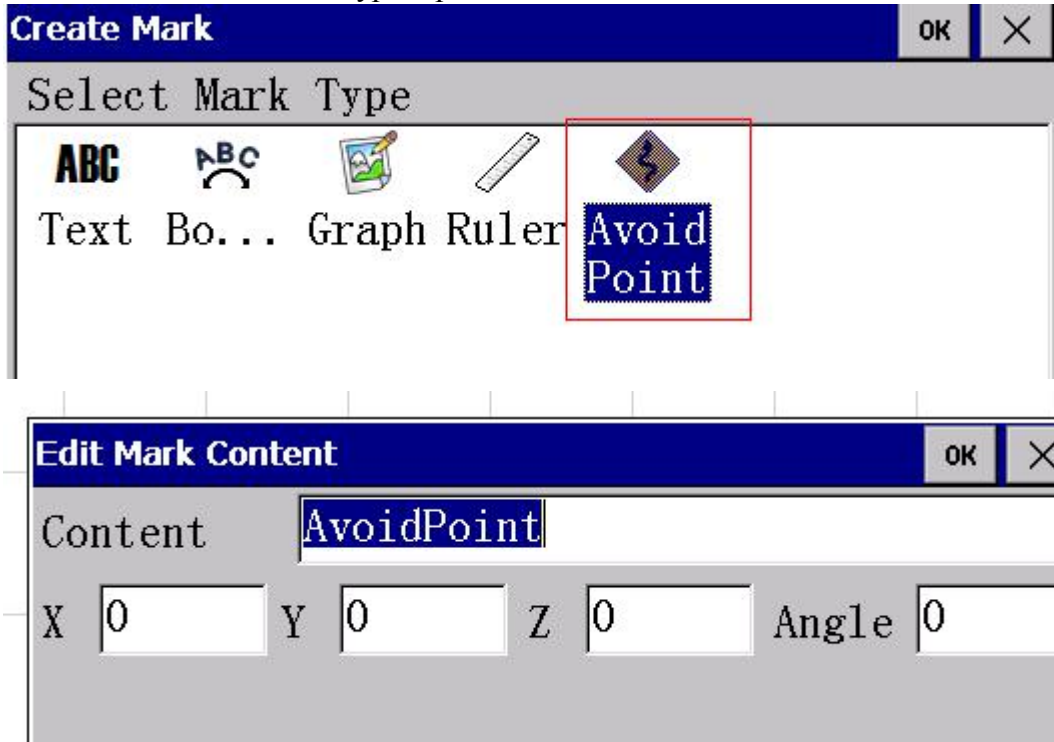 Create Mark OK
Select Mark Type
ABC ABC
Text Bo... Graph Ruler Avoid
Point
Edit Mark Content OK
Content AvoidPoint
X 0 Y 0 Z 0 Angle 0